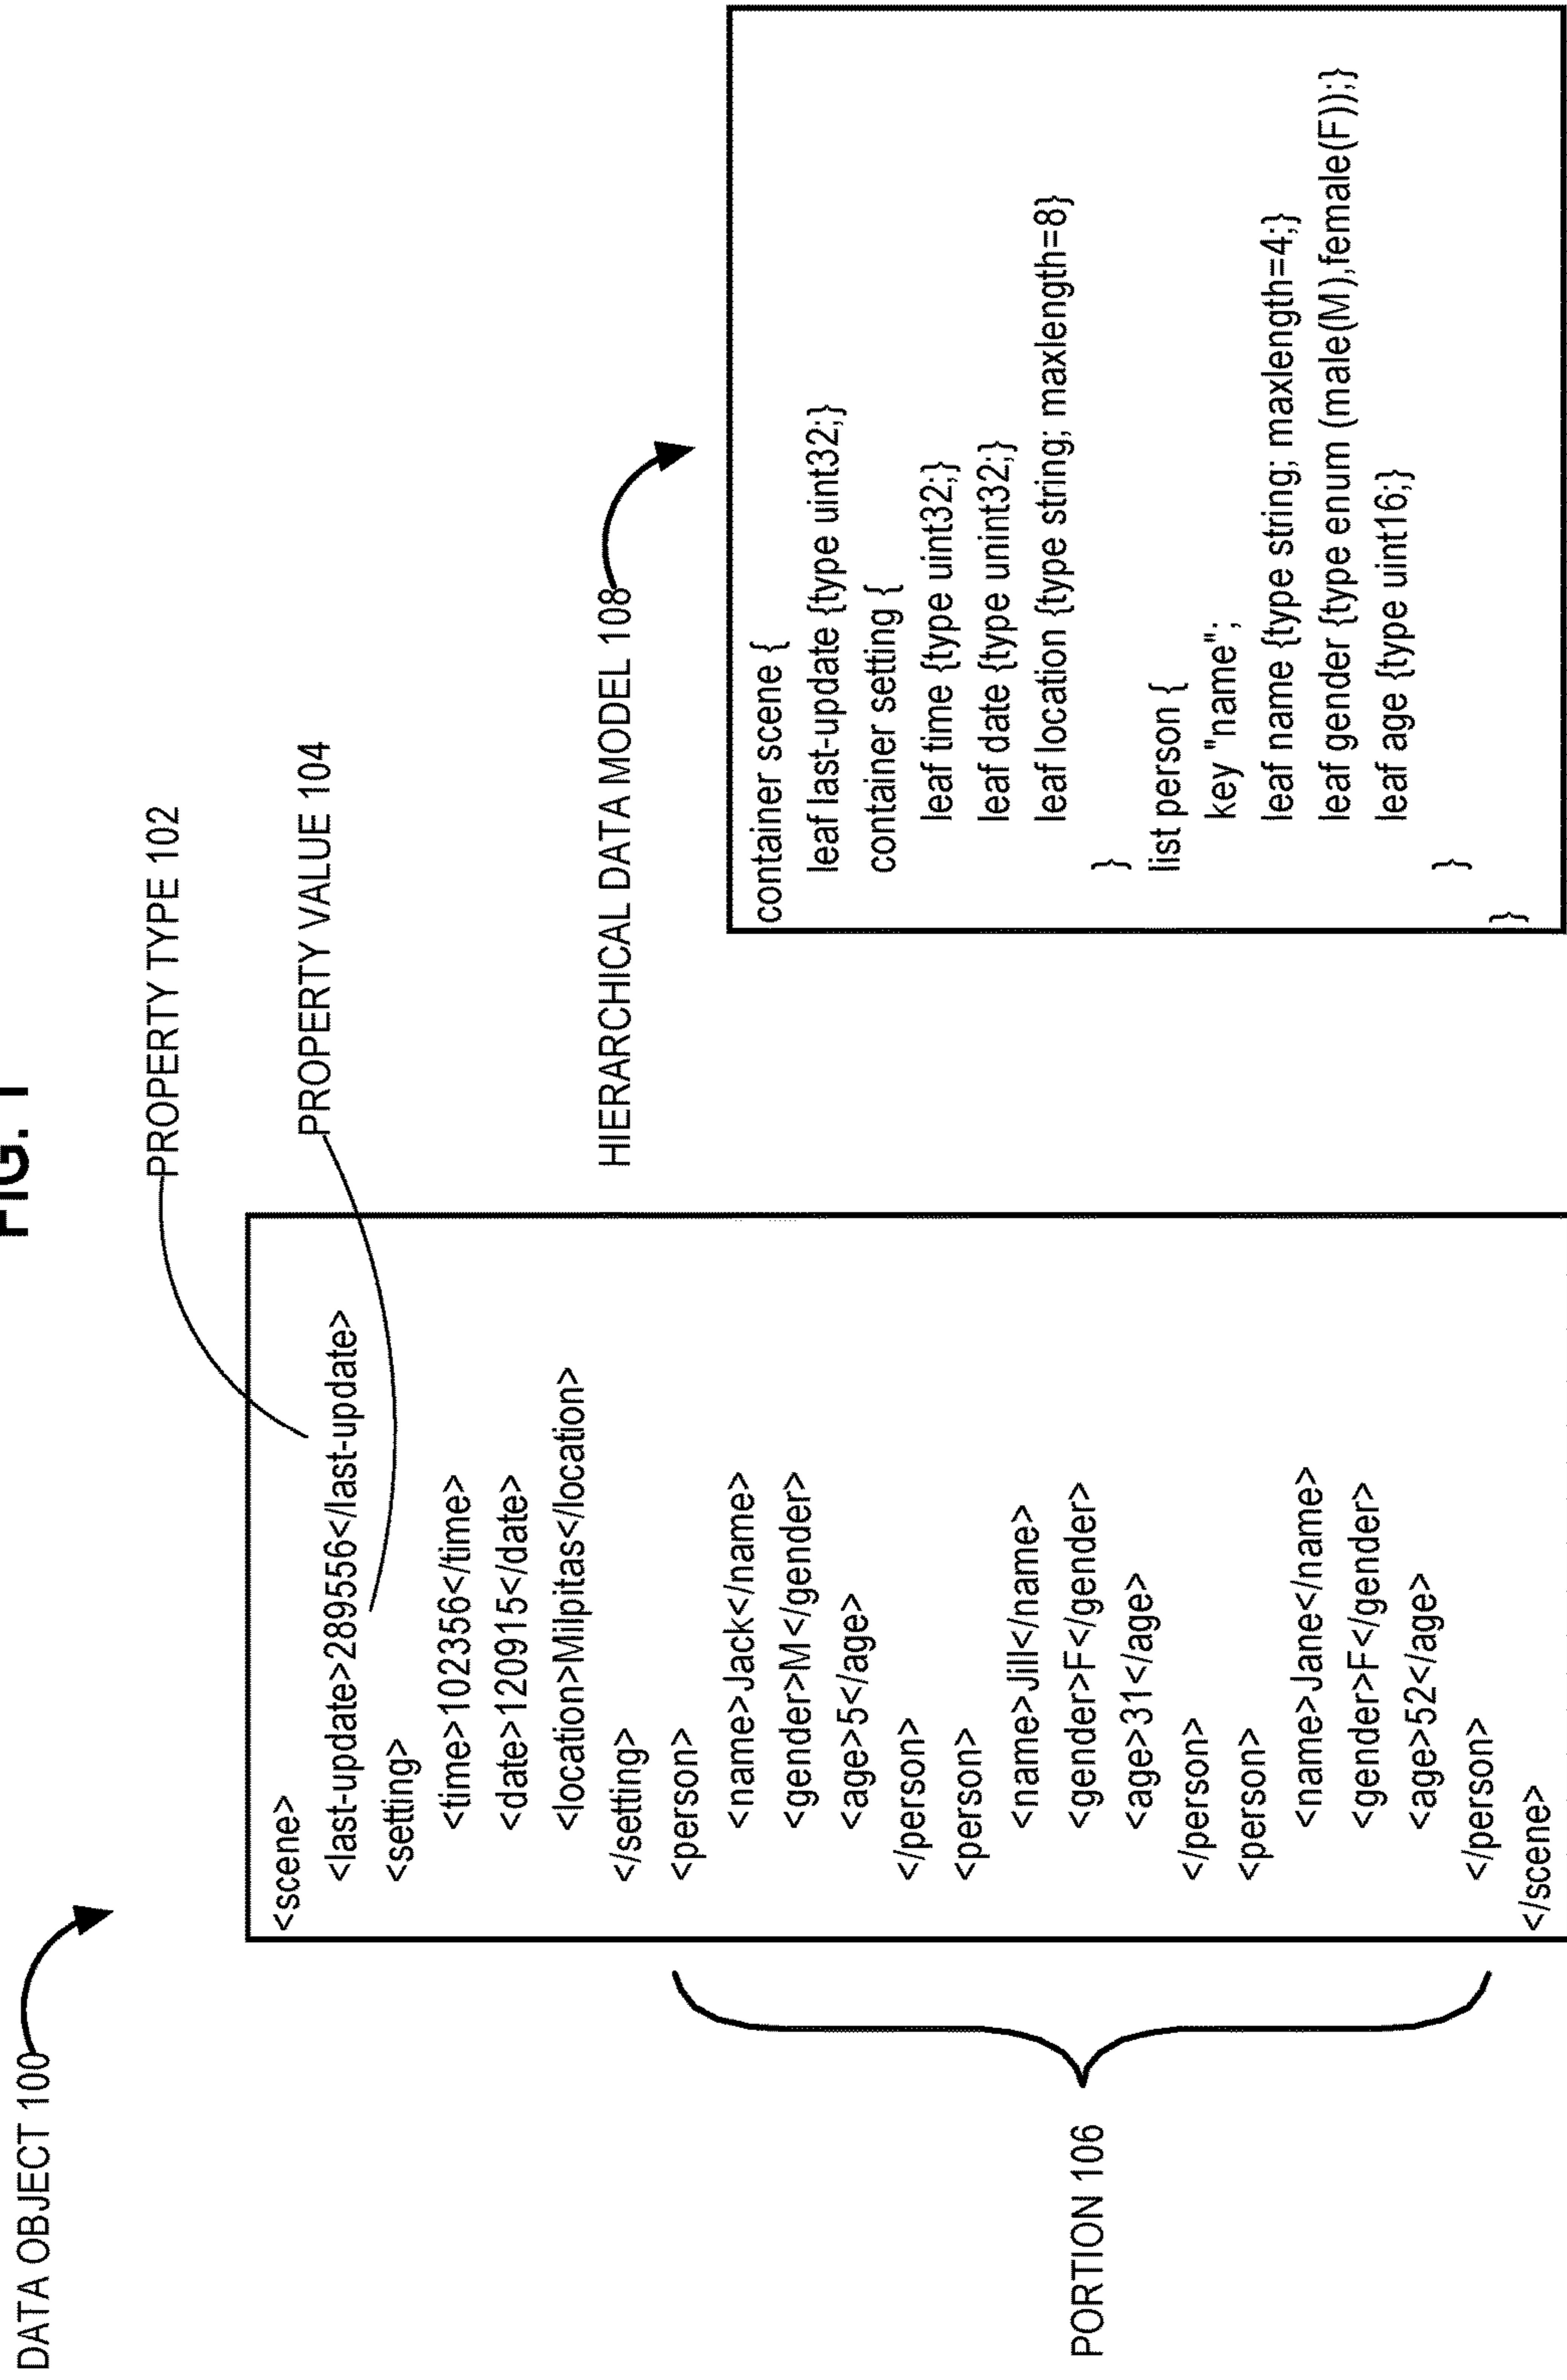 FIG. 1
DATA OBJECT 100
PROPERTY TYPE 102
PROPERTY VALUE 104
<scene>
<last-update>289556</last-update>
<setting>
<time>102356</time>
<date>120915</date>
<location>Milpitas</location>
</setting>
<person>
<name>Jack</name>
<gender>M</gender>
<age>5</age>
</person>
<person>
<name>Jill</name>
<gender>F</gender>
<age>31</age>
</person>
<person>
<name>Jane</name>
<gender>F</gender>
<age>52</age>
</person>
</scene>
PORTION 106
HIERARCHICAL DATA MODEL 108
container scene {
leaf last-update {type uint32;}
container setting {
leaf time {type uint32;}
leaf date {type unint32;}
leaf location {type string; maxlength=8}
}
list person {
key "name";
leaf name {type string; maxlength=4;}
leaf gender {type enum (male(M),female(F));}
leaf age {type uint16;}
}
}